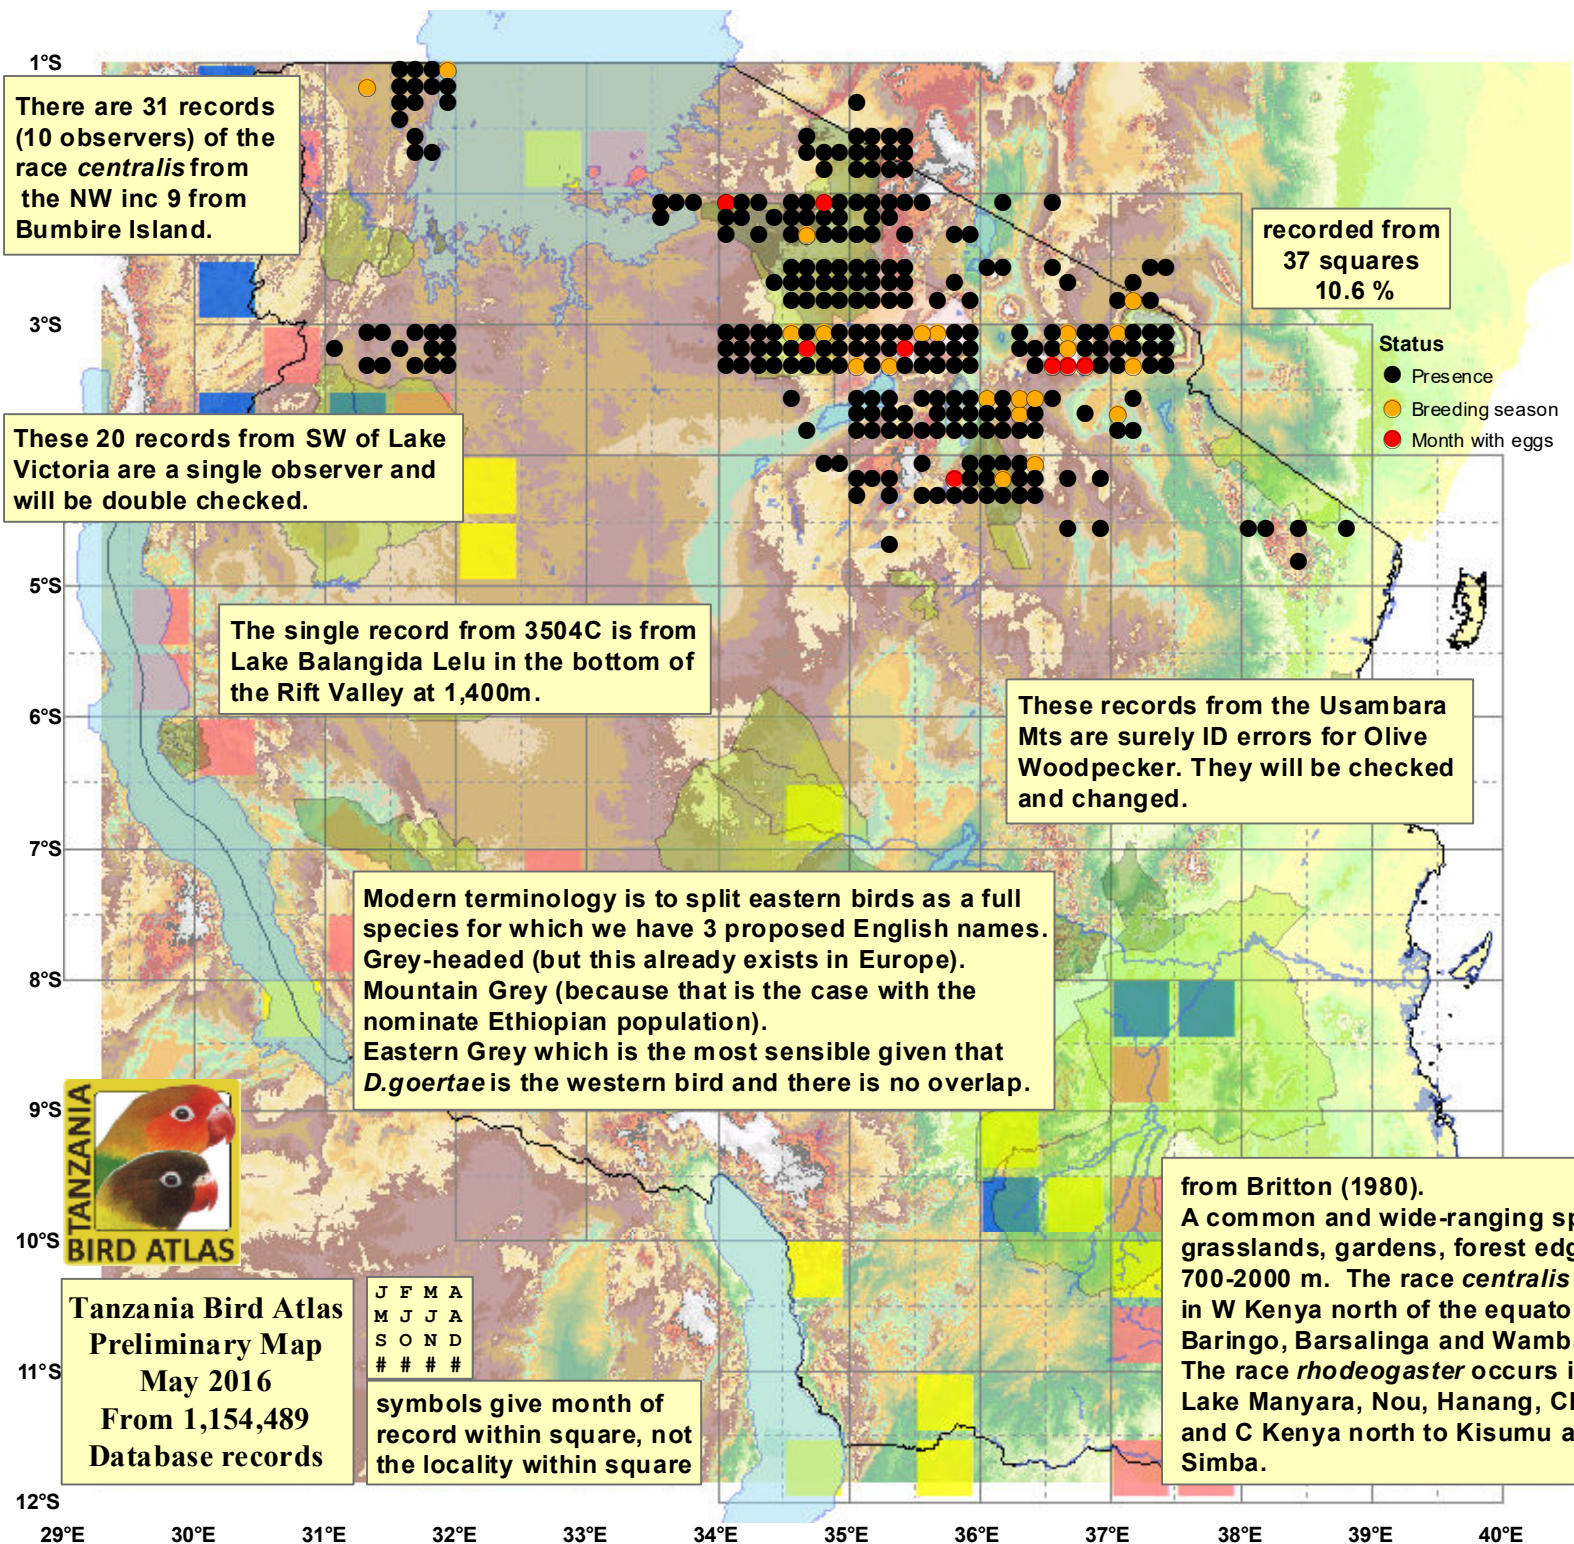 1°S
There are 31 records
(10 observers) of the
race centralis from
the NW inc 9 from
Bumbire Island.
recorded from
37 squares
10.6 %
3°S
Status
Presence
Breeding season
Month with eggs
These 20 records from SW of Lake
Victoria are a single observer and
will be double checked.
5°S
The single record from 3504C is from
Lake Balangida Lelu in the bottom of
the Rift Valley at 1,400m.
6°S
These records from the Usambara
Mts are surely ID errors for Olive
Woodpecker. They will be checked
and changed.
7°S
Modern terminology is to split eastern birds as a full
species for which we have 3 proposed English names.
Grey-headed (but this already exists in Europe).
Mountain Grey (because that is the case with the
nominate Ethiopian population).
Eastern Grey which is the most sensible given that
D.goertae is the western bird and there is no overlap.
8°S
9°S
TANZANIA
BIRD ATLAS
10°S
from Britton (1980).
A common and wide-ranging sp
grasslands, gardens, forest edg
700-2000 m. The race centralis
in W Kenya north of the equato
Baringo, Barsalinga and Wamb
The race rhodeogaster occurs i
Lake Manyara, Nou, Hanang, Cl
and C Kenya north to Kisumu a
Simba.
Tanzania Bird Atlas
Preliminary Map
May 2016
From 1,154,489
Database records
J F M A
M J J A
S O N D
# # # #
symbols give month of
record within square, not
the locality within square
11°S
12°S
29°E 30°E 31°E 32°E 33°E 34°E 35°E 36°E 37°E 38°E 39°E 40°E